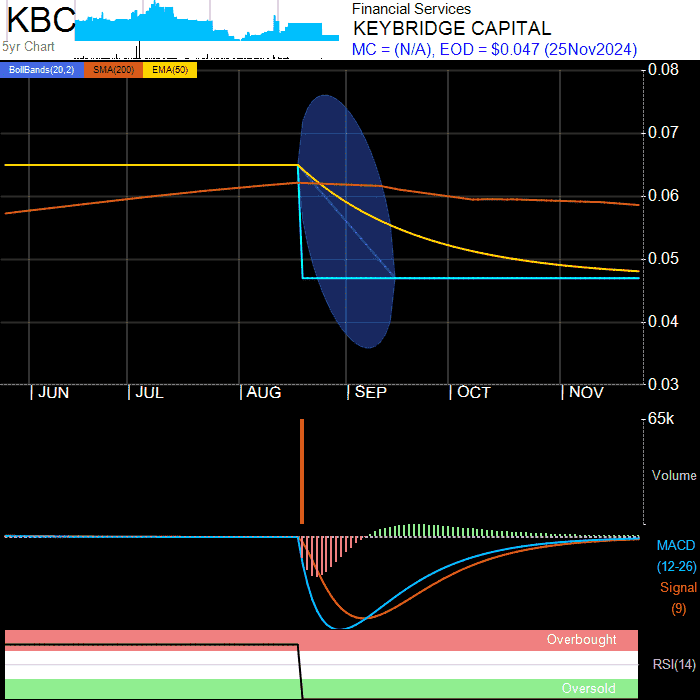 KBC
5yr Chart
Financial Services
KEYBRIDGE CAPITAL
MC = (N/A), EOD = $0.047 (25Nov2024)
BollBands(20,2) SMA(200) EMA(50)
0.08
0.07
0.06
0.05
0.04
0.03
| JUN | JUL | AUG | SEP | OCT | NOV
65k
Volume
MACD
(12-26)
Signal
(9)
Overbought
RSI(14)
Oversold